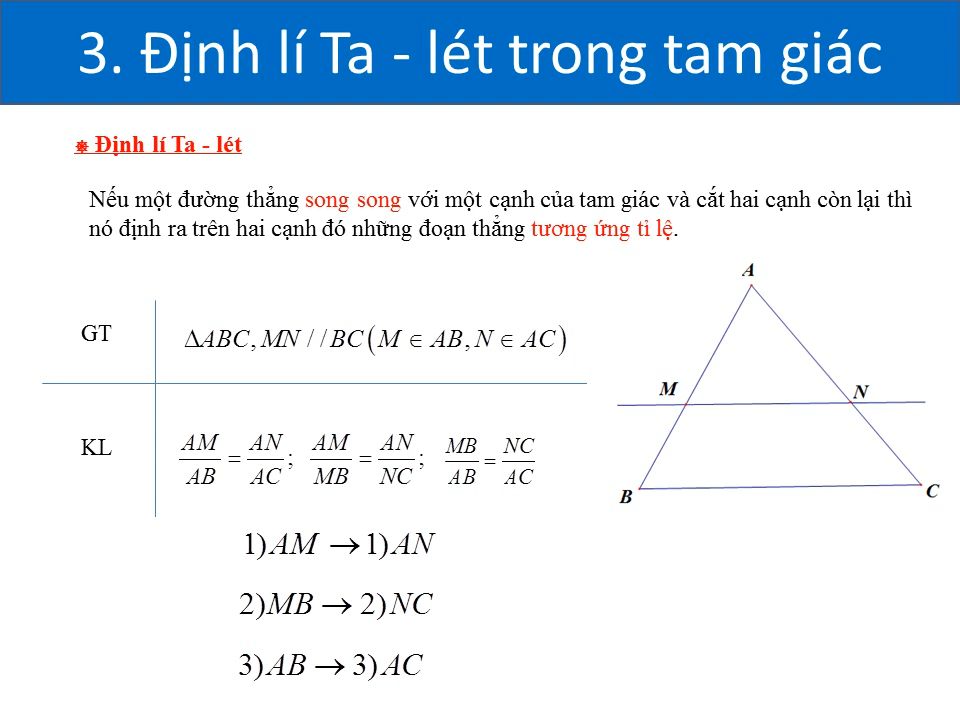 3. Định lí Ta - lét trong tam giác
⎈ Định lí Ta - lét
Nếu một đường thẳng song song với một cạnh của tam giác và cắt hai cạnh còn lại thì
nó định ra trên hai cạnh đó những đoạn thẳng tương ứng tỉ lệ.
GT
ΔABC, MN / / BC (M ∈ AB, N ∈ AC)
KL
AM/AB = AN/AC; AM/MB = AN/NC; MB/AB = NC/AC
1) AM → 1) AN
2) MB → 2) NC
3) AB → 3) AC
A
M
N
B
C